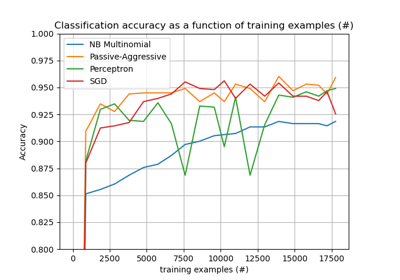 Classification accuracy as a function of training examples (#)
1.000
0.975
0.950
0.925
0.900
0.875
0.850
0.825
0.800
Accuracy
NB Multinomial
Passive-Aggressive
Perceptron
SGD
0 2500 5000 7500 10000 12500 15000 17500
training examples (#)